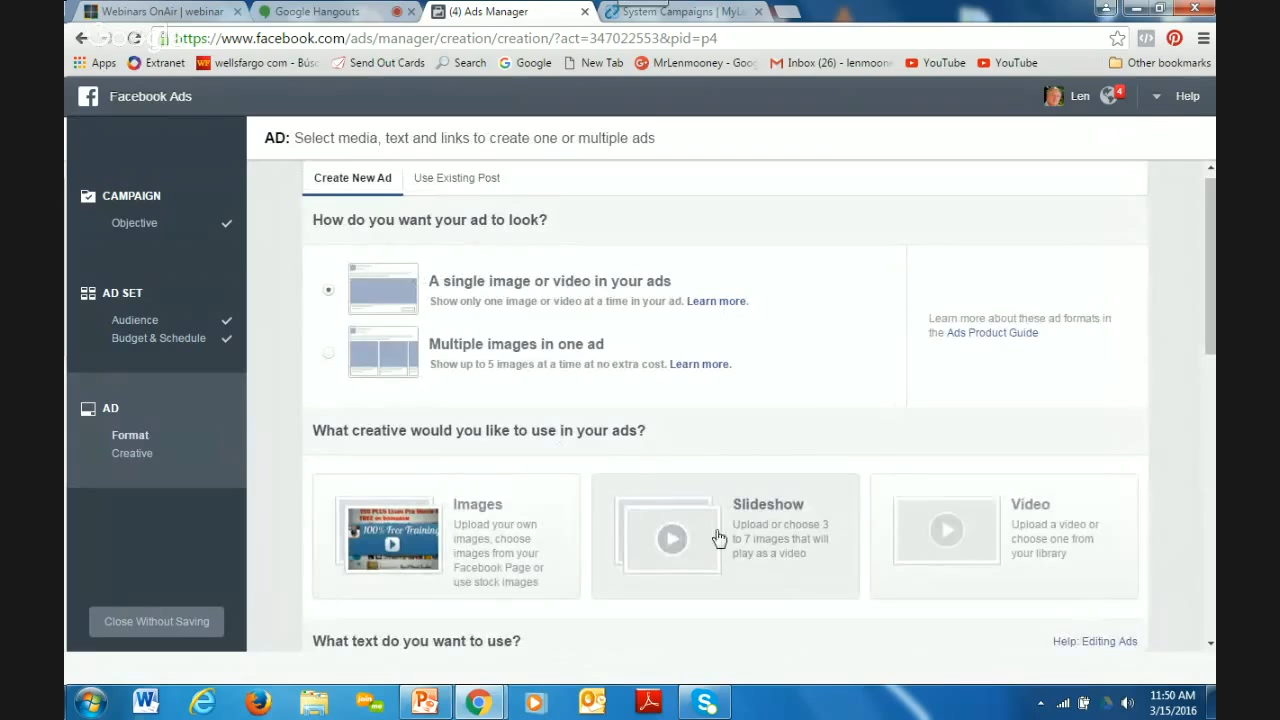 Webinars OnAir | webinar
Google Hangouts
(4) Ads Manager
System Campaigns | MyLe
https://www.facebook.com/ads/manager/creation/creation/?act=347022553&pid=p4
Apps
Extranet
wellsfargo com - Búsc
Send Out Cards
Search
Google
New Tab
MrLenmooney - Goog
Inbox (26) - lenmoone
YouTube
YouTube
Other bookmarks
Facebook Ads
Len
4
Help
AD: Select media, text and links to create one or multiple ads
CAMPAIGN
Objective
AD SET
Audience
Budget & Schedule
AD
Format
Creative
Close Without Saving
Create New Ad
Use Existing Post
How do you want your ad to look?
A single image or video in your ads
Show only one image or video at a time in your ad. Learn more.
Multiple images in one ad
Show up to 5 images at a time at no extra cost. Learn more.
Learn more about these ad formats in
the Ads Product Guide
What creative would you like to use in your ads?
100% Free Training
Images
Upload your own
images, choose
images from your
Facebook Page or
use stock images
Slideshow
Upload or choose 3
to 7 images that will
play as a video
Video
Upload a video or
choose one from
your library
What text do you want to use?
Help: Editing Ads
11:50 AM
3/15/2016